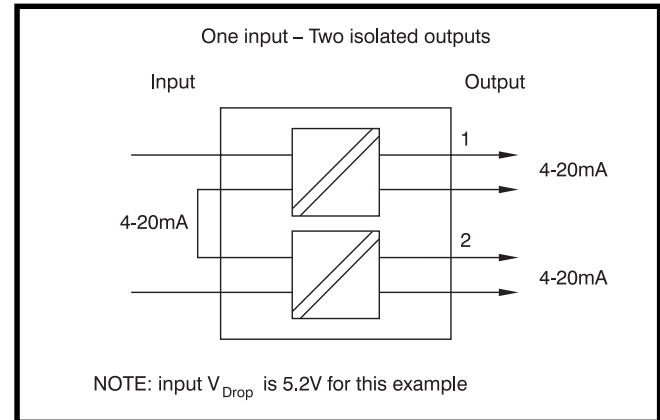 One input – Two isolated outputs
Input Output
1
4-20mA
4-20mA
2
4-20mA
NOTE: input VDrop is 5.2V for this example